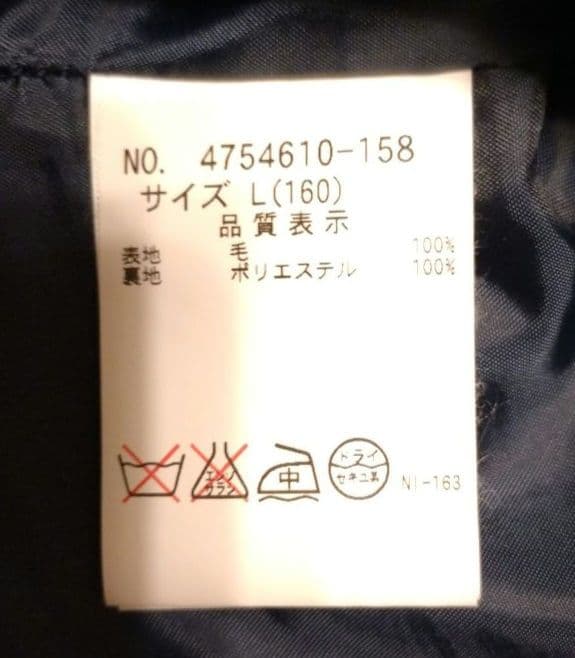 NO. 4754610-158
サイズ L(160)
品質表示
表地 毛 100%
裏地 ポリエステル 100%
エンソ
サラシ
中
ドライ
セキユ系
NI-163